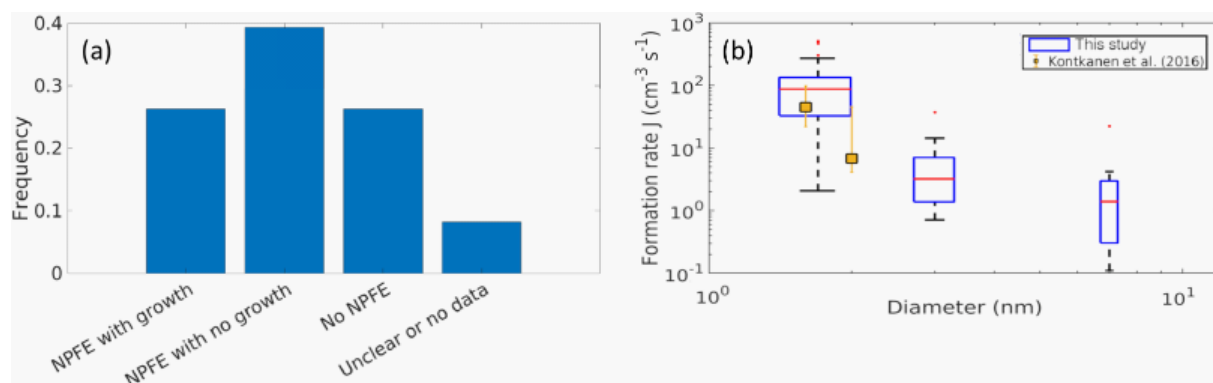 (a)
Frequency
0.4
0.3
0.2
0.1
0
NPFE with growth
NPFE with no growth
No NPFE
Unclear or no data
(b)
Formation rate J (cm⁻³ s⁻¹)
10³
10²
10¹
10⁰
10⁻¹
This study
Kontkanen et al. (2016)
10⁰
10¹
Diameter (nm)